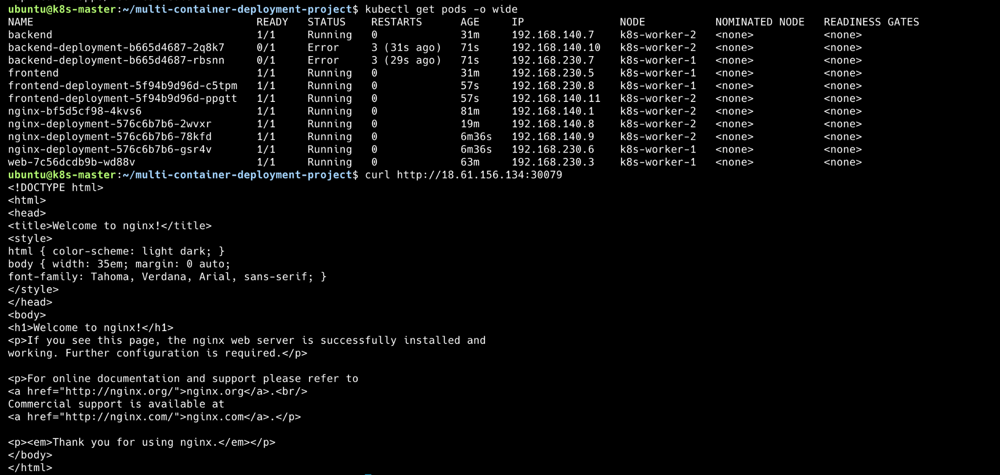 ubuntu@k8s-master:~/multi-container-deployment-project$ kubectl get pods -o wide
NAME READY STATUS RESTARTS AGE IP NODE NOMINATED NODE READINESS GATES
backend 1/1 Running 0 31m 192.168.140.7 k8s-worker-2 <none> <none>
backend-deployment-b665d4687-2q8k7 0/1 Error 3 (31s ago) 71s 192.168.140.10 k8s-worker-2 <none> <none>
backend-deployment-b665d4687-rbsnn 0/1 Error 3 (29s ago) 71s 192.168.230.7 k8s-worker-1 <none> <none>
frontend 1/1 Running 0 31m 192.168.230.5 k8s-worker-1 <none> <none>
frontend-deployment-5f94b9d96d-c5tpm 1/1 Running 0 57s 192.168.230.8 k8s-worker-1 <none> <none>
frontend-deployment-5f94b9d96d-ppgtt 1/1 Running 0 57s 192.168.140.11 k8s-worker-2 <none> <none>
nginx-bf5d5cf98-4kvs6 1/1 Running 0 81m 192.168.140.1 k8s-worker-2 <none> <none>
nginx-deployment-576c6b7b6-2wvxr 1/1 Running 0 19m 192.168.140.8 k8s-worker-2 <none> <none>
nginx-deployment-576c6b7b6-78kfd 1/1 Running 0 6m36s 192.168.140.9 k8s-worker-2 <none> <none>
nginx-deployment-576c6b7b6-gsr4v 1/1 Running 0 6m36s 192.168.230.6 k8s-worker-1 <none> <none>
web-7c56dcdb9b-wd88v 1/1 Running 0 63m 192.168.230.3 k8s-worker-1 <none> <none>
ubuntu@k8s-master:~/multi-container-deployment-project$ curl http://18.61.156.134:30079
<!DOCTYPE html>
<html>
<head>
<title>Welcome to nginx!</title>
<style>
html { color-scheme: light dark; }
body { width: 35em; margin: 0 auto;
font-family: Tahoma, Verdana, Arial, sans-serif; }
</style>
</head>
<body>
<h1>Welcome to nginx!</h1>
<p>If you see this page, the nginx web server is successfully installed and
working. Further configuration is required.</p>
<p>For online documentation and support please refer to
<a href="http://nginx.org/">nginx.org</a>.<br/>
Commercial support is available at
<a href="http://nginx.com/">nginx.com</a>.</p>
<p><em>Thank you for using nginx.</em></p>
</body>
</html>